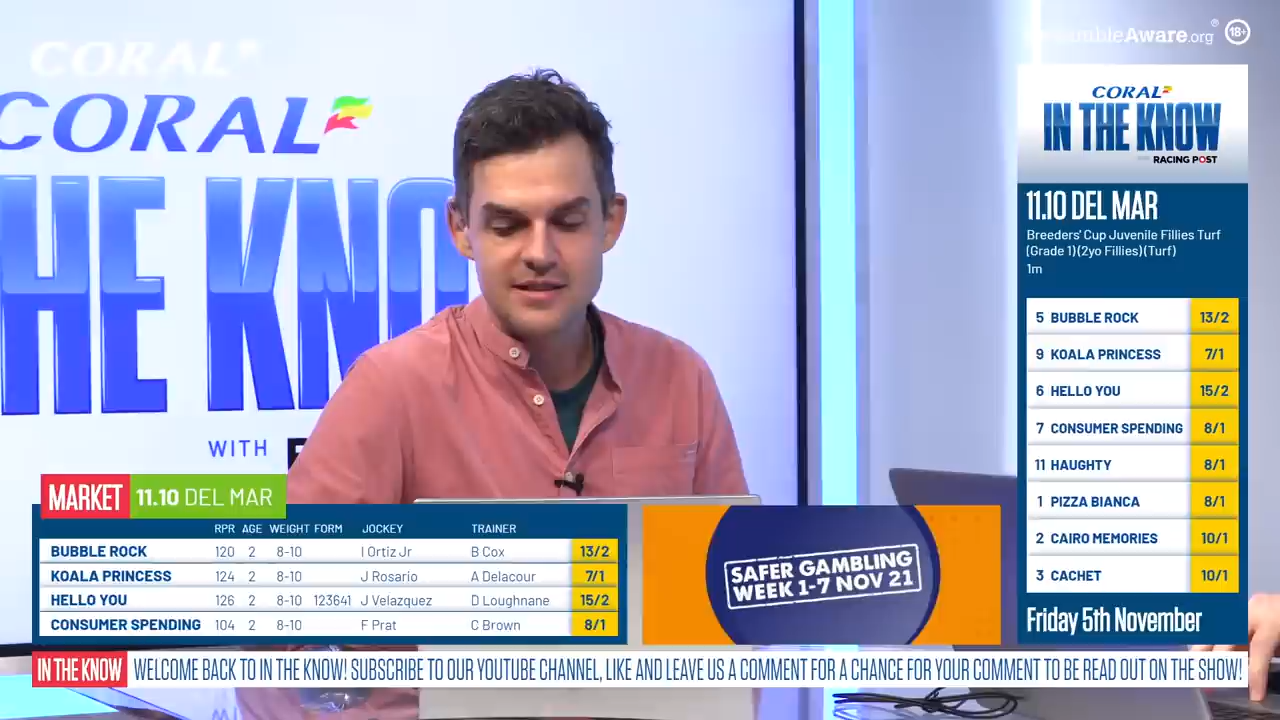 CORAL
CORAL
THE KNO
WITH
GambleAware.org® 18+
CORAL
IN THE KNOW
RACING POST
11.10 DEL MAR
Breeders' Cup Juvenile Fillies Turf
(Grade 1)(2yo Fillies)(Turf)
1m
5 BUBBLE ROCK 13/2
9 KOALA PRINCESS 7/1
6 HELLO YOU 15/2
7 CONSUMER SPENDING 8/1
11 HAUGHTY 8/1
1 PIZZA BIANCA 8/1
2 CAIRO MEMORIES 10/1
3 CACHET 10/1
Friday 5th November
MARKET 11.10 DEL MAR
RPR AGE WEIGHT FORM JOCKEY TRAINER
BUBBLE ROCK 120 2 8-10 I Ortiz Jr B Cox 13/2
KOALA PRINCESS 124 2 8-10 J Rosario A Delacour 7/1
HELLO YOU 126 2 8-10 123641 J Velazquez D Loughnane 15/2
CONSUMER SPENDING 104 2 8-10 F Prat C Brown 8/1
SAFER GAMBLING
WEEK 1-7 NOV 21
IN THE KNOW WELCOME BACK TO IN THE KNOW! SUBSCRIBE TO OUR YOUTUBE CHANNEL, LIKE AND LEAVE US A COMMENT FOR A CHANCE FOR YOUR COMMENT TO BE READ OUT ON THE SHOW!